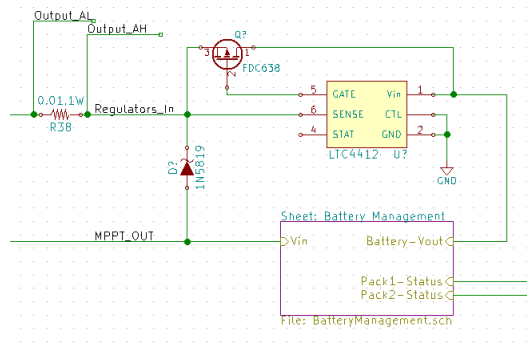 Output_AL
Output_AH
Q?
3 1
2
FDC638
0.01,1W
R38
Regulators_In
5 GATE Vin 1
6 SENSE CTL
4 STAT GND 2
LTC4412 U?
GND
D?
1N5819
MPPT_OUT
Sheet: Battery Management
Vin Battery-Vout
Pack1-Status
Pack2-Status
File: BatteryManagement.sch